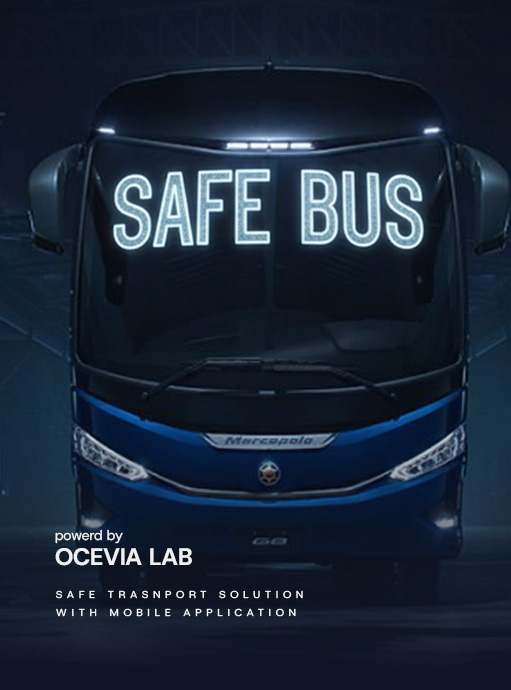 SAFE BUS
Marcopolo
G8
powerd by
OCEVIA LAB
SAFE TRASNPORT SOLUTION
WITH MOBILE APPLICATION